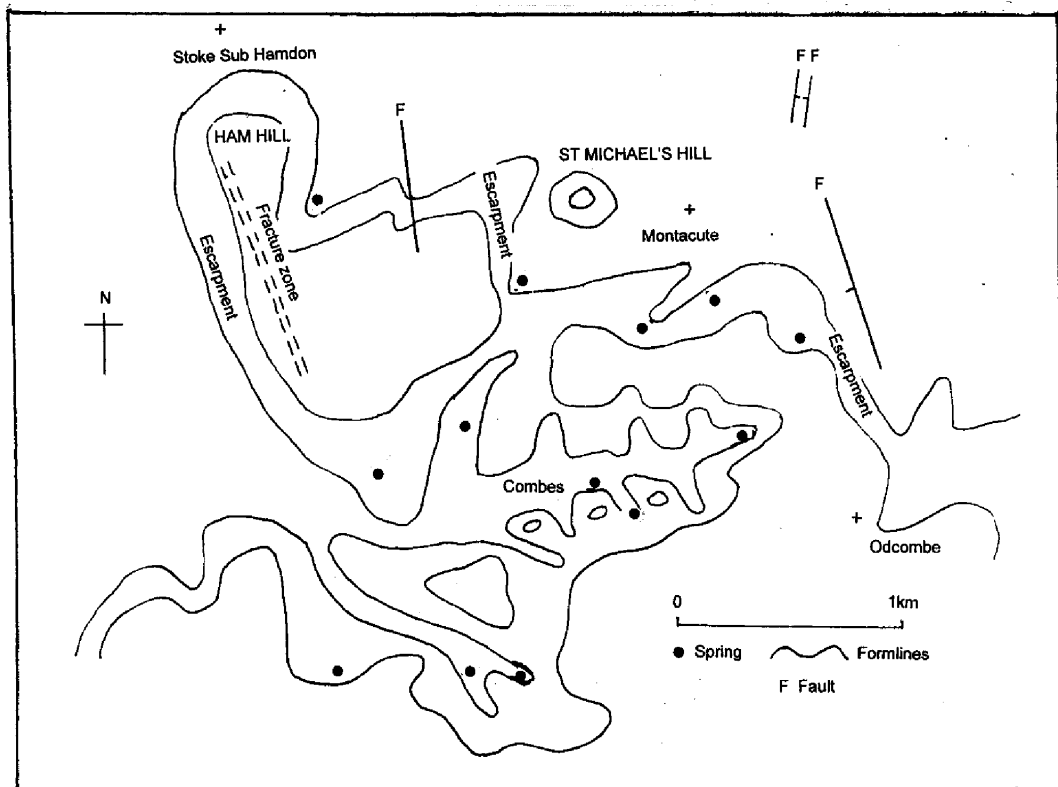 Stoke Sub Hamdon
F F
HAM HILL
F
ST MICHAEL'S HILL
Escarpment
F
Fracture zone
Montacute
Escarpment
N
Escarpment
Combes
Odcombe
0 1km
Spring Formlines
F Fault